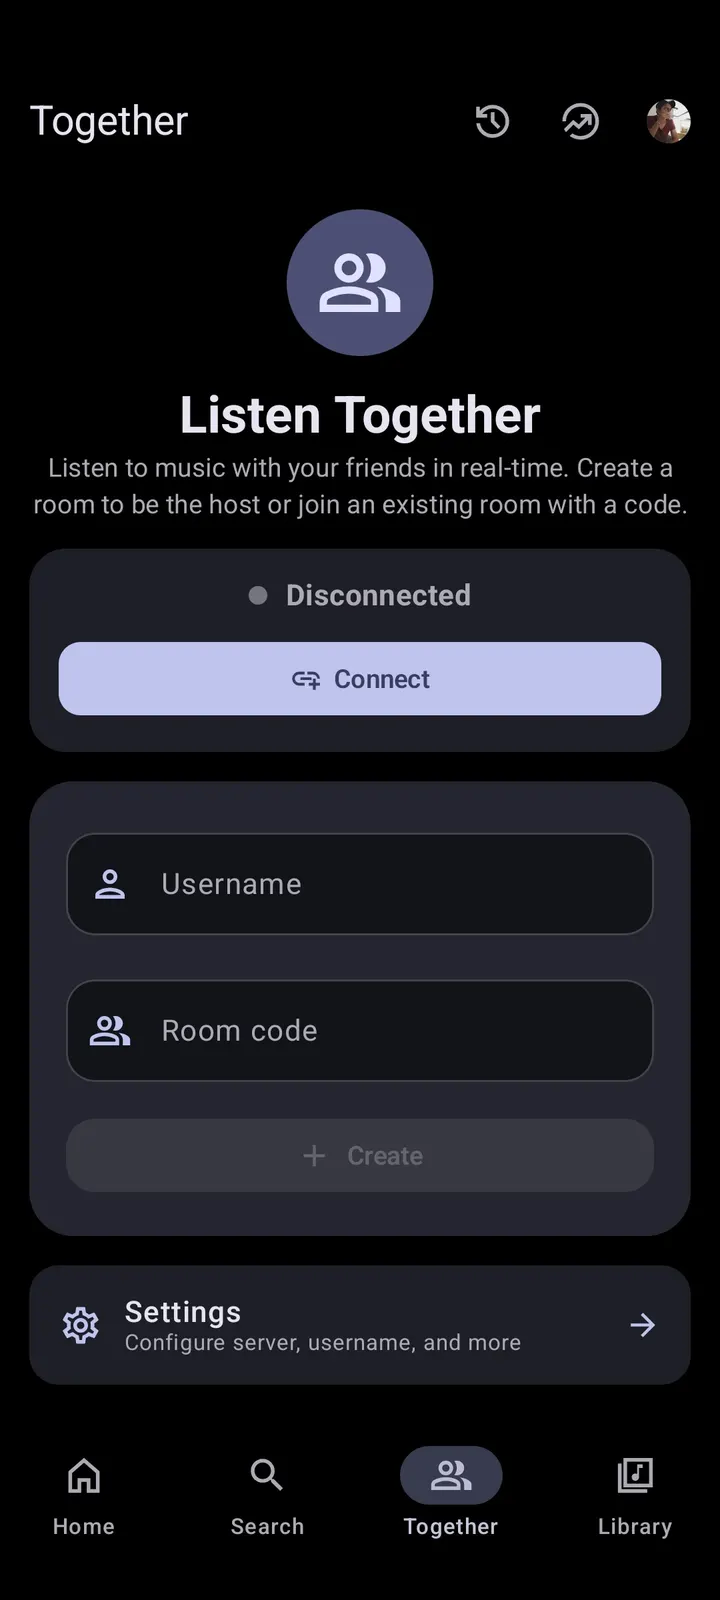 Together
Listen Together
Listen to music with your friends in real-time. Create a
room to be the host or join an existing room with a code.
Disconnected
Connect
Username
Room code
Create
Settings
Configure server, username, and more
Home
Search
Together
Library